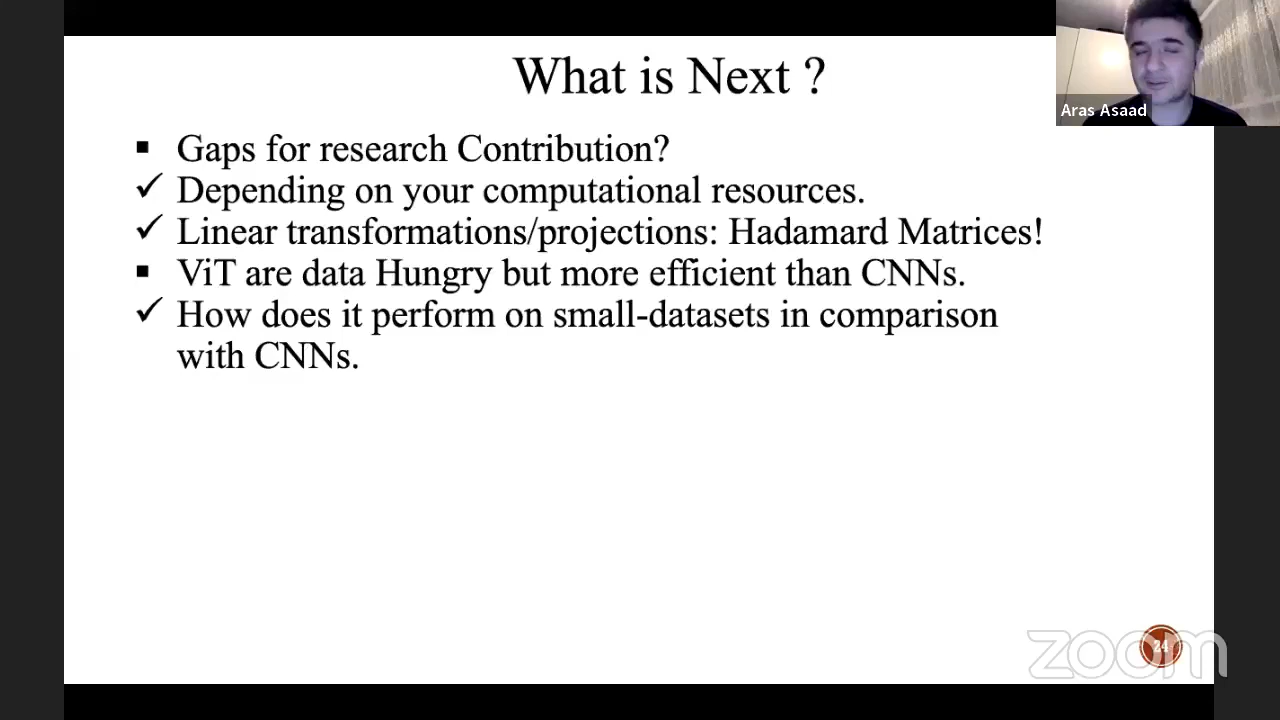 What is Next ?
Aras Asaad
Gaps for research Contribution?
Depending on your computational resources.
Linear transformations/projections: Hadamard Matrices!
ViT are data Hungry but more efficient than CNNs.
How does it perform on small-datasets in comparison
with CNNs.
24
zoom